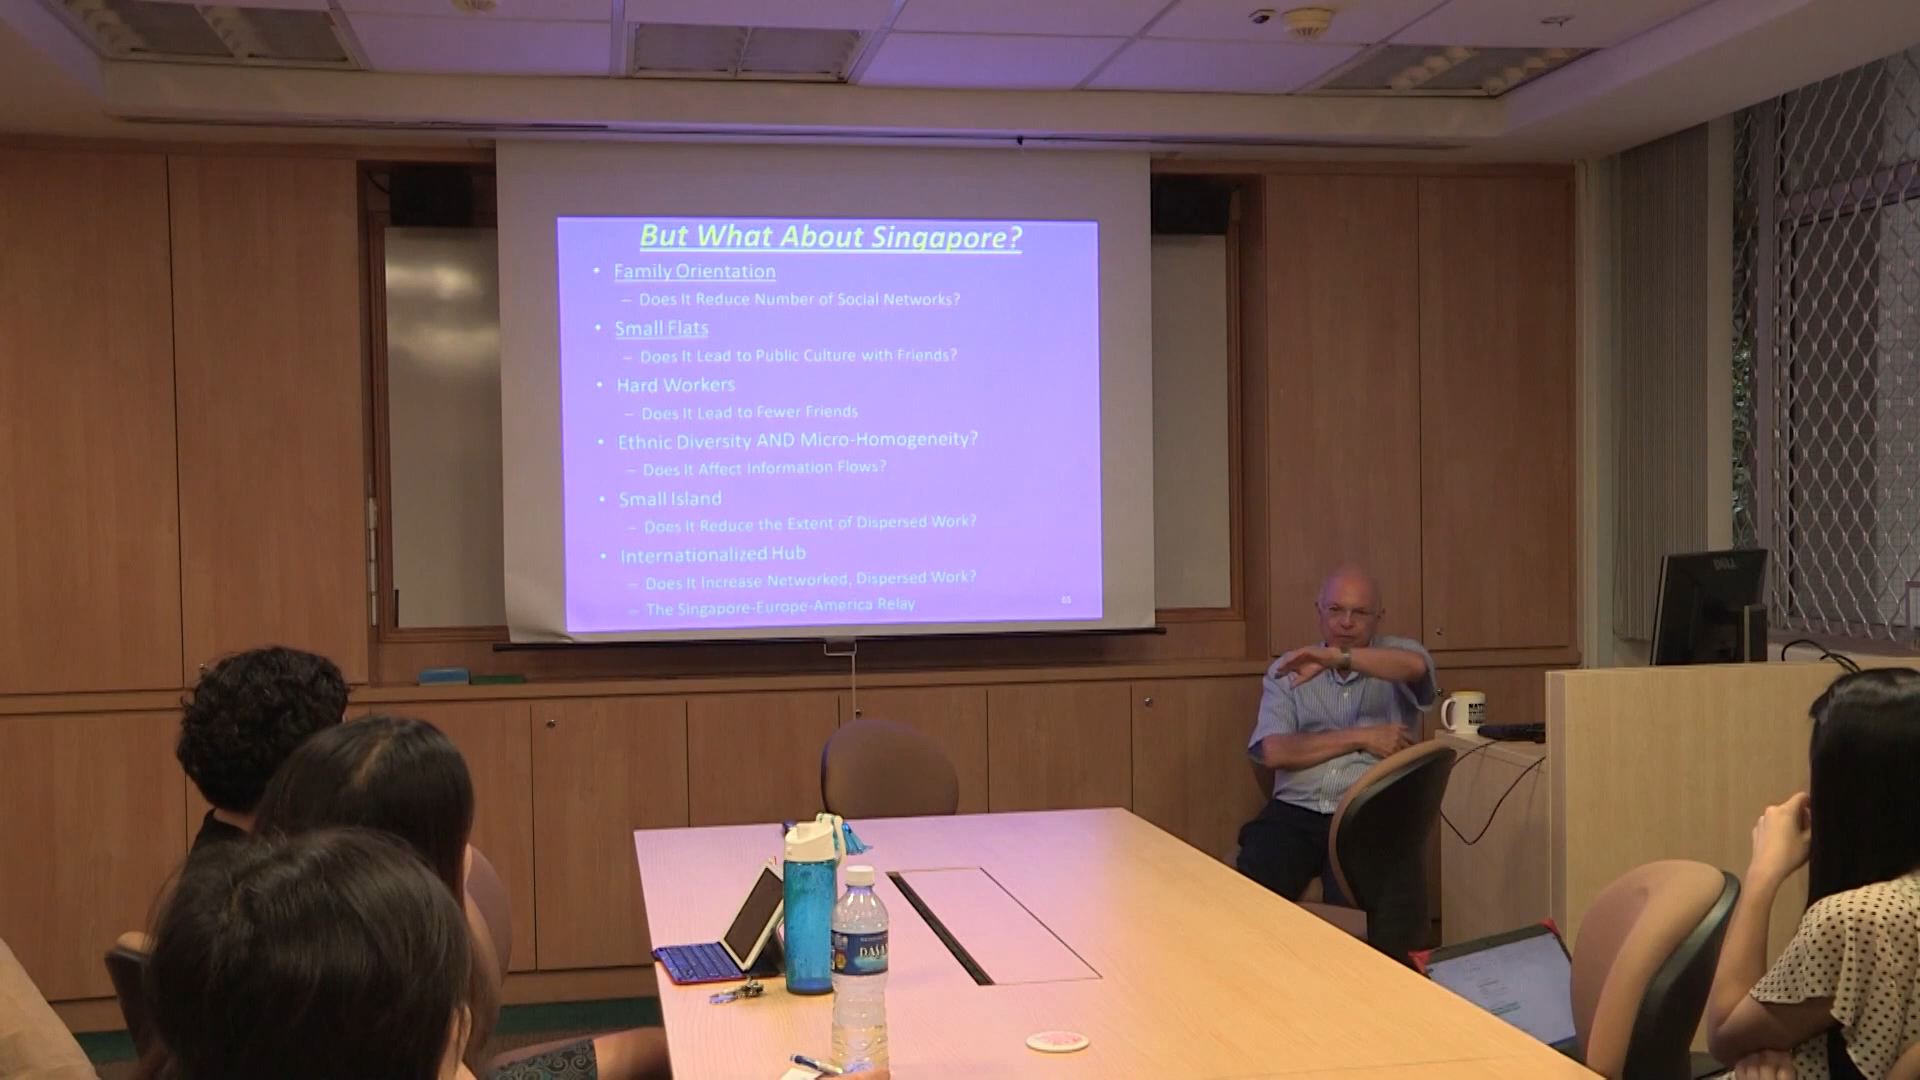 But What About Singapore?
• Family Orientation
– Does It Reduce Number of Social Networks?
• Small Flats
– Does It Lead to Public Culture with Friends?
• Hard Workers
– Does It Lead to Fewer Friends
• Ethnic Diversity AND Micro-Homogeneity?
– Does It Affect Information Flows?
• Small Island
– Does It Reduce the Extent of Dispersed Work?
• Internationalized Hub
– Does It Increase Networked, Dispersed Work?
– The Singapore-Europe-America Relay
DELL